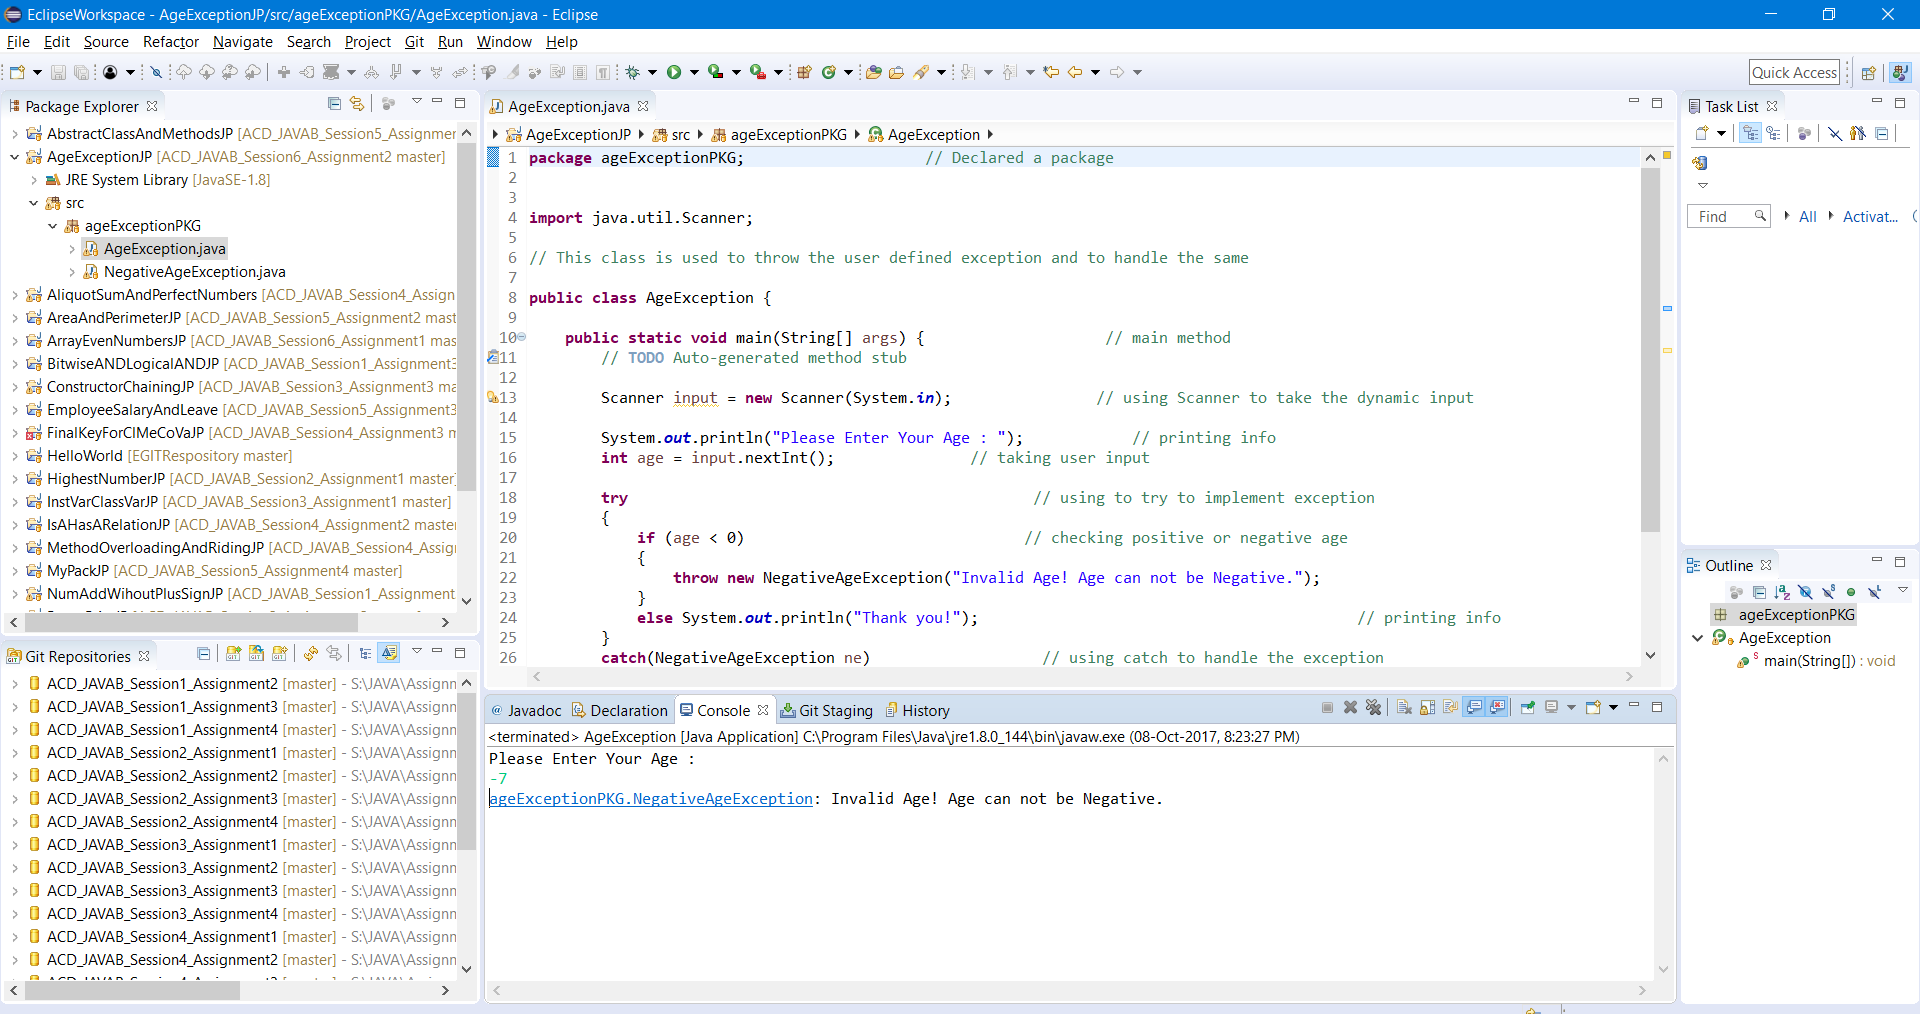 EclipseWorkspace - AgeExceptionJP/src/ageExceptionPKG/AgeException.java - Eclipse
File Edit Source Refactor Navigate Search Project Git Run Window Help
Quick Access
Package Explorer
AbstractClassAndMethodsJP [ACD_JAVAB_Session5_Assignmer
AgeExceptionJP [ACD_JAVAB_Session6_Assignment2 master]
JRE System Library [JavaSE-1.8]
src
ageExceptionPKG
AgeException.java
NegativeAgeException.java
AliquotSumAndPerfectNumbers [ACD_JAVAB_Session4_Assign
AreaAndPerimeterJP [ACD_JAVAB_Session5_Assignment2 mast
ArrayEvenNumbersJP [ACD_JAVAB_Session6_Assignment1 mas
BitwiseANDLogicalANDJP [ACD_JAVAB_Session1_Assignment3
ConstructorChainingJP [ACD_JAVAB_Session3_Assignment3 ma
EmployeeSalaryAndLeave [ACD_JAVAB_Session5_Assignment3
FinalKeyForClMeCoVaJP [ACD_JAVAB_Session4_Assignment3 m
HelloWorld [EGITRespository master]
HighestNumberJP [ACD_JAVAB_Session2_Assignment1 master]
InstVarClassVarJP [ACD_JAVAB_Session3_Assignment1 master]
IsAHasARelationJP [ACD_JAVAB_Session4_Assignment2 master
MethodOverloadingAndRidingJP [ACD_JAVAB_Session4_Assig
MyPackJP [ACD_JAVAB_Session5_Assignment4 master]
NumAddWihoutPlusSignJP [ACD_JAVAB_Session1_Assignment
Git Repositories
ACD_JAVAB_Session1_Assignment2 [master] - S:\JAVA\Assignn
ACD_JAVAB_Session1_Assignment3 [master] - S:\JAVA\Assignn
ACD_JAVAB_Session1_Assignment4 [master] - S:\JAVA\Assignn
ACD_JAVAB_Session2_Assignment1 [master] - S:\JAVA\Assignn
ACD_JAVAB_Session2_Assignment2 [master] - S:\JAVA\Assignn
ACD_JAVAB_Session2_Assignment3 [master] - S:\JAVA\Assignn
ACD_JAVAB_Session2_Assignment4 [master] - S:\JAVA\Assignn
ACD_JAVAB_Session3_Assignment1 [master] - S:\JAVA\Assignn
ACD_JAVAB_Session3_Assignment2 [master] - S:\JAVA\Assignn
ACD_JAVAB_Session3_Assignment3 [master] - S:\JAVA\Assignn
ACD_JAVAB_Session3_Assignment4 [master] - S:\JAVA\Assignn
ACD_JAVAB_Session4_Assignment1 [master] - S:\JAVA\Assignn
ACD_JAVAB_Session4_Assignment2 [master] - S:\JAVA\Assignn
AgeException.java
AgeExceptionJP src ageExceptionPKG AgeException
1 package ageExceptionPKG; // Declared a package
2
3
4 import java.util.Scanner;
5
6 // This class is used to throw the user defined exception and to handle the same
7
8 public class AgeException {
9
10 public static void main(String[] args) { // main method
11 // TODO Auto-generated method stub
12
13 Scanner input = new Scanner(System.in); // using Scanner to take the dynamic input
14
15 System.out.println("Please Enter Your Age : "); // printing info
16 int age = input.nextInt(); // taking user input
17
18 try // using to try to implement exception
19 {
20 if (age < 0) // checking positive or negative age
21 {
22 throw new NegativeAgeException("Invalid Age! Age can not be Negative.");
23 }
24 else System.out.println("Thank you!"); // printing info
25 }
26 catch(NegativeAgeException ne) // using catch to handle the exception
@ Javadoc Declaration Console Git Staging History
<terminated> AgeException [Java Application] C:\Program Files\Java\jre1.8.0_144\bin\javaw.exe (08-Oct-2017, 8:23:27 PM)
Please Enter Your Age :
-7
ageExceptionPKG.NegativeAgeException: Invalid Age! Age can not be Negative.
Task List
Find All Activat...
Outline
ageExceptionPKG
AgeException
main(String[]) : void